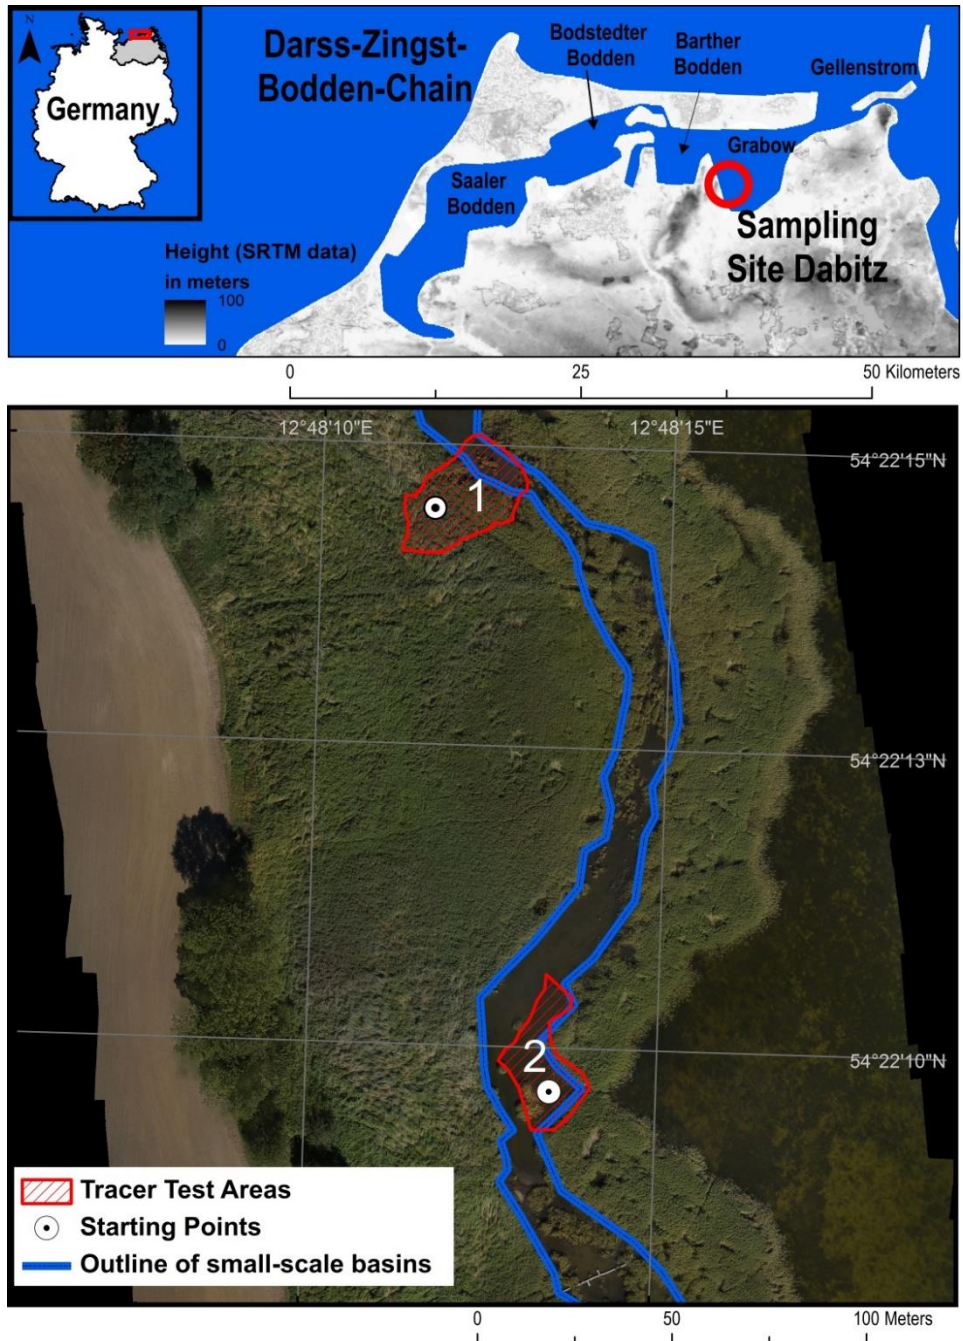 N
Germany
Darss-Zingst-
Bodden-Chain
Bodstedter
Bodden
Barther
Bodden
Gellenstrom
Grabow
Saaler
Bodden
Sampling
Site Dabitz
Height (SRTM data)
in meters
100
0
0
25
50 Kilometers
12°48'10"E
12°48'15"E
54°22'15"N
1
54°22'13"N
54°22'10"N
2
Tracer Test Areas
Starting Points
Outline of small-scale basins
0
50
100 Meters